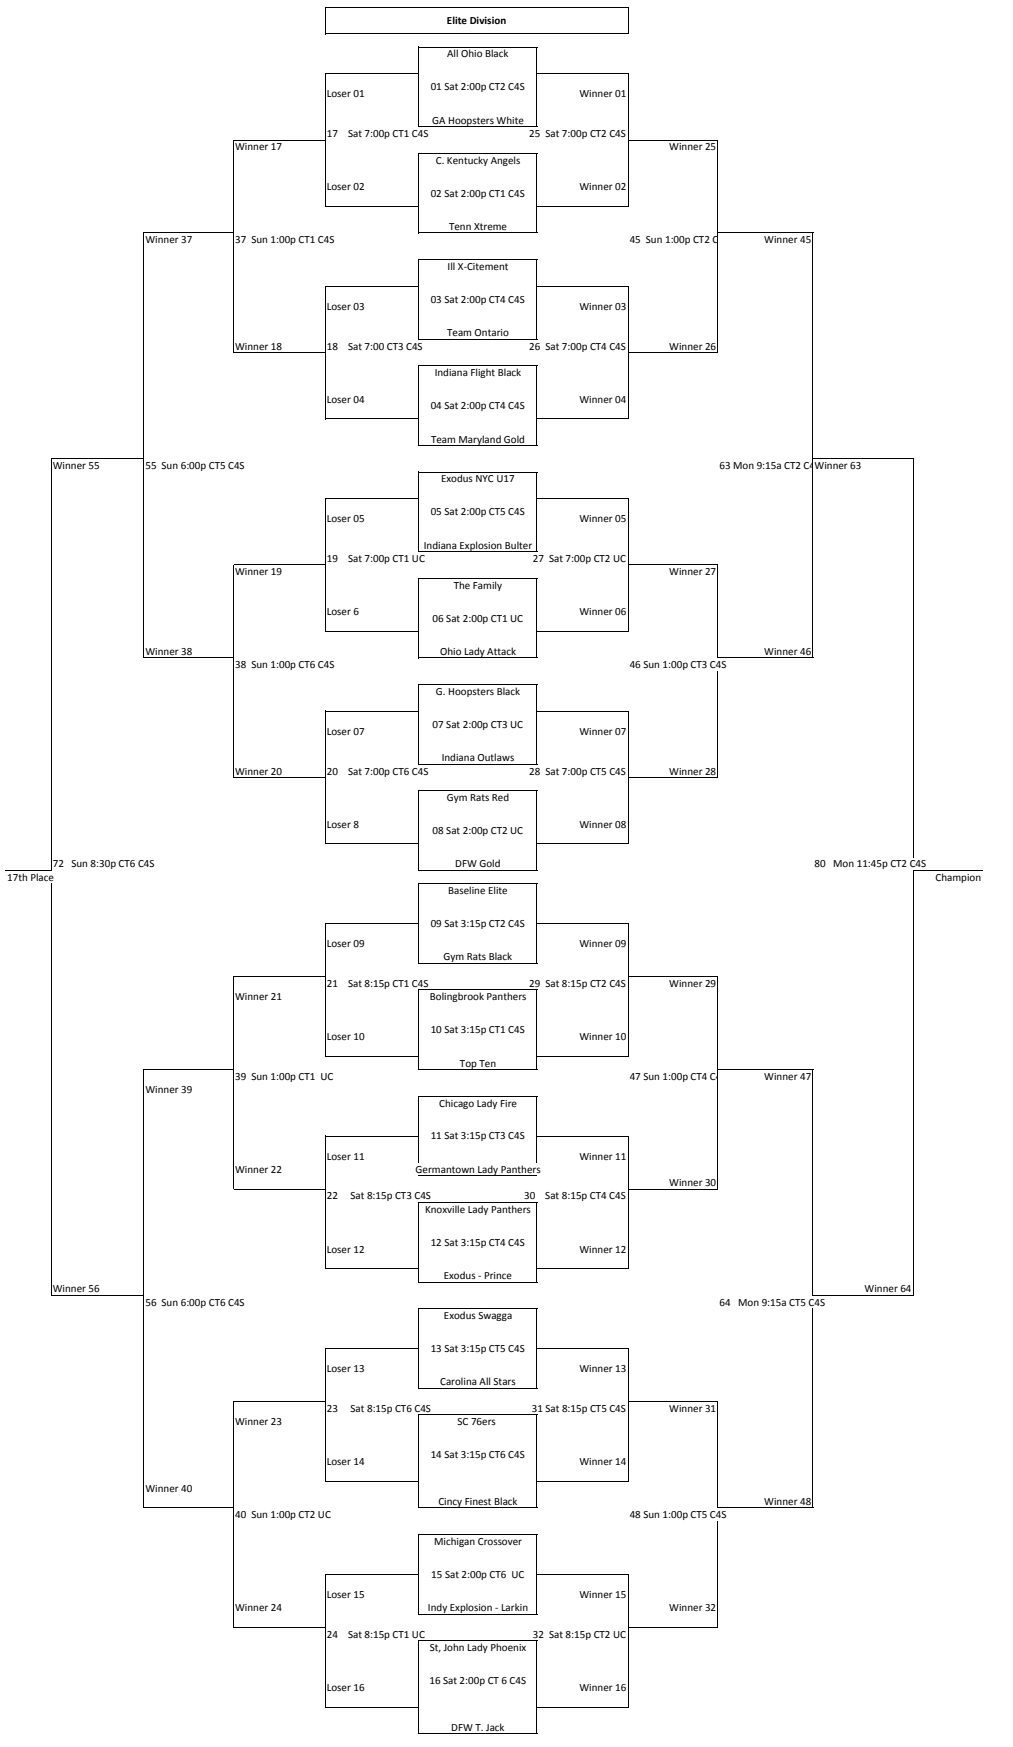 Elite Division
All Ohio Black
Loser 01
01 Sat 2:00p CT2 C4S
Winner 01
GA Hoopsters White
17 Sat 7:00p CT1 C4S
25 Sat 7:00p CT2 C4S
Winner 17
Winner 25
C. Kentucky Angels
Loser 02
02 Sat 2:00p CT1 C4S
Winner 02
Tenn Xtreme
Winner 37
37 Sun 1:00p CT1 C4S
45 Sun 1:00p CT2 C
Winner 45
Ill X-Citement
Loser 03
03 Sat 2:00p CT4 C4S
Winner 03
Team Ontario
Winner 18
18 Sat 7:00 CT3 C4S
26 Sat 7:00p CT4 C4S
Winner 26
Indiana Flight Black
Loser 04
04 Sat 2:00p CT4 C4S
Winner 04
Team Maryland Gold
Winner 55
55 Sun 6:00p CT5 C4S
63 Mon 9:15a CT2 C4
Winner 63
Exodus NYC U17
Loser 05
05 Sat 2:00p CT5 C4S
Winner 05
Indiana Explosion Bulter
19 Sat 7:00p CT1 UC
27 Sat 7:00p CT2 UC
Winner 19
Winner 27
The Family
Loser 6
06 Sat 2:00p CT1 UC
Winner 06
Ohio Lady Attack
Winner 38
38 Sun 1:00p CT6 C4S
46 Sun 1:00p CT3 C4S
Winner 46
G. Hoopsters Black
Loser 07
07 Sat 2:00p CT3 UC
Winner 07
Indiana Outlaws
Winner 20
20 Sat 7:00p CT6 C4S
28 Sat 7:00p CT5 C4S
Winner 28
Gym Rats Red
Loser 8
08 Sat 2:00p CT2 UC
Winner 08
DFW Gold
72 Sun 8:30p CT6 C4S
80 Mon 11:45p CT2 C4S
17th Place
Champion
Baseline Elite
Loser 09
09 Sat 3:15p CT2 C4S
Winner 09
Gym Rats Black
21 Sat 8:15p CT1 C4S
29 Sat 8:15p CT2 C4S
Winner 21
Winner 29
Bolingbrook Panthers
Loser 10
10 Sat 3:15p CT1 C4S
Winner 10
Top Ten
Winner 39
39 Sun 1:00p CT1 UC
47 Sun 1:00p CT4 C4
Winner 47
Chicago Lady Fire
Loser 11
11 Sat 3:15p CT3 C4S
Winner 11
Germantown Lady Panthers
Winner 22
22 Sat 8:15p CT3 C4S
30 Sat 8:15p CT4 C4S
Winner 30
Knoxville Lady Panthers
Loser 12
12 Sat 3:15p CT4 C4S
Winner 12
Exodus - Prince
Winner 56
56 Sun 6:00p CT6 C4S
64 Mon 9:15a CT5 C4S
Winner 64
Exodus Swagga
Loser 13
13 Sat 3:15p CT5 C4S
Winner 13
Carolina All Stars
23 Sat 8:15p CT6 C4S
31 Sat 8:15p CT5 C4S
Winner 23
Winner 31
SC 76ers
Loser 14
14 Sat 3:15p CT6 C4S
Winner 14
Cincy Finest Black
Winner 40
40 Sun 1:00p CT2 UC
48 Sun 1:00p CT5 C4S
Winner 48
Michigan Crossover
Loser 15
15 Sat 2:00p CT6 UC
Winner 15
Indy Explosion - Larkin
Winner 24
24 Sat 8:15p CT1 UC
32 Sat 8:15p CT2 UC
Winner 32
St, John Lady Phoenix
Loser 16
16 Sat 2:00p CT 6 C4S
Winner 16
DFW T. Jack